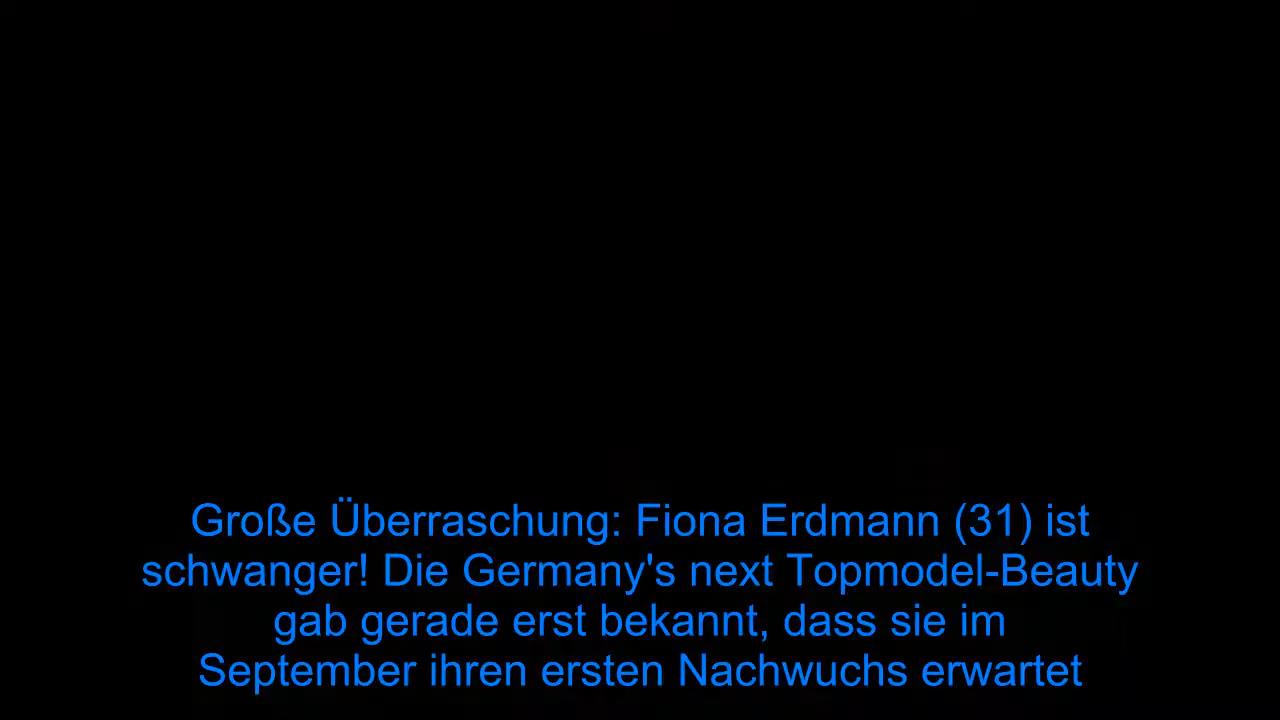 Große Überraschung: Fiona Erdmann (31) ist
schwanger! Die Germany's next Topmodel-Beauty
gab gerade erst bekannt, dass sie im
September ihren ersten Nachwuchs erwartet